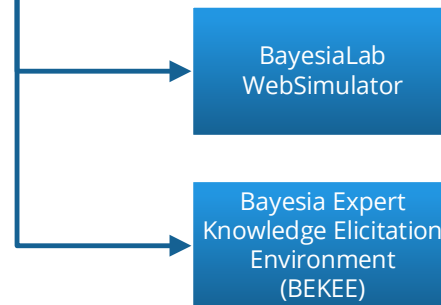 BayesiaLab
WebSimulator
Bayesia Expert
Knowledge Elicitation
Environment
(BEKEE)